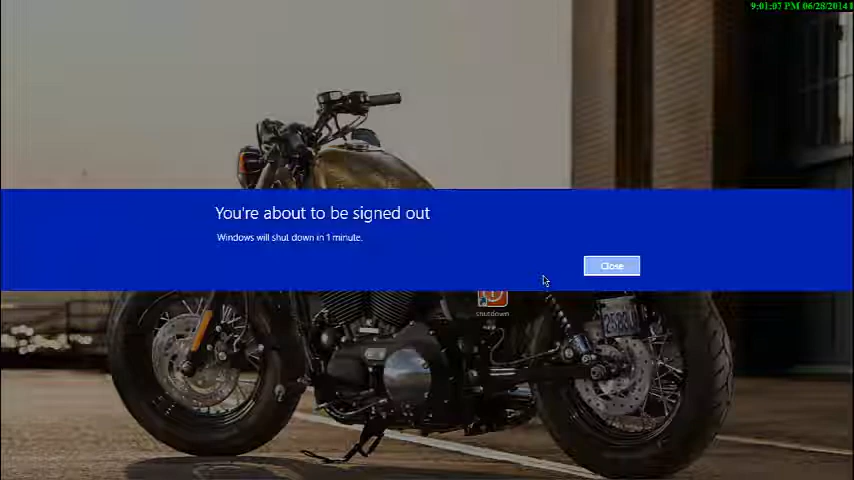 9:01:07 PM 06/28/2014
You're about to be signed out
Windows will shut down in 1 minute.
Close
shutdown